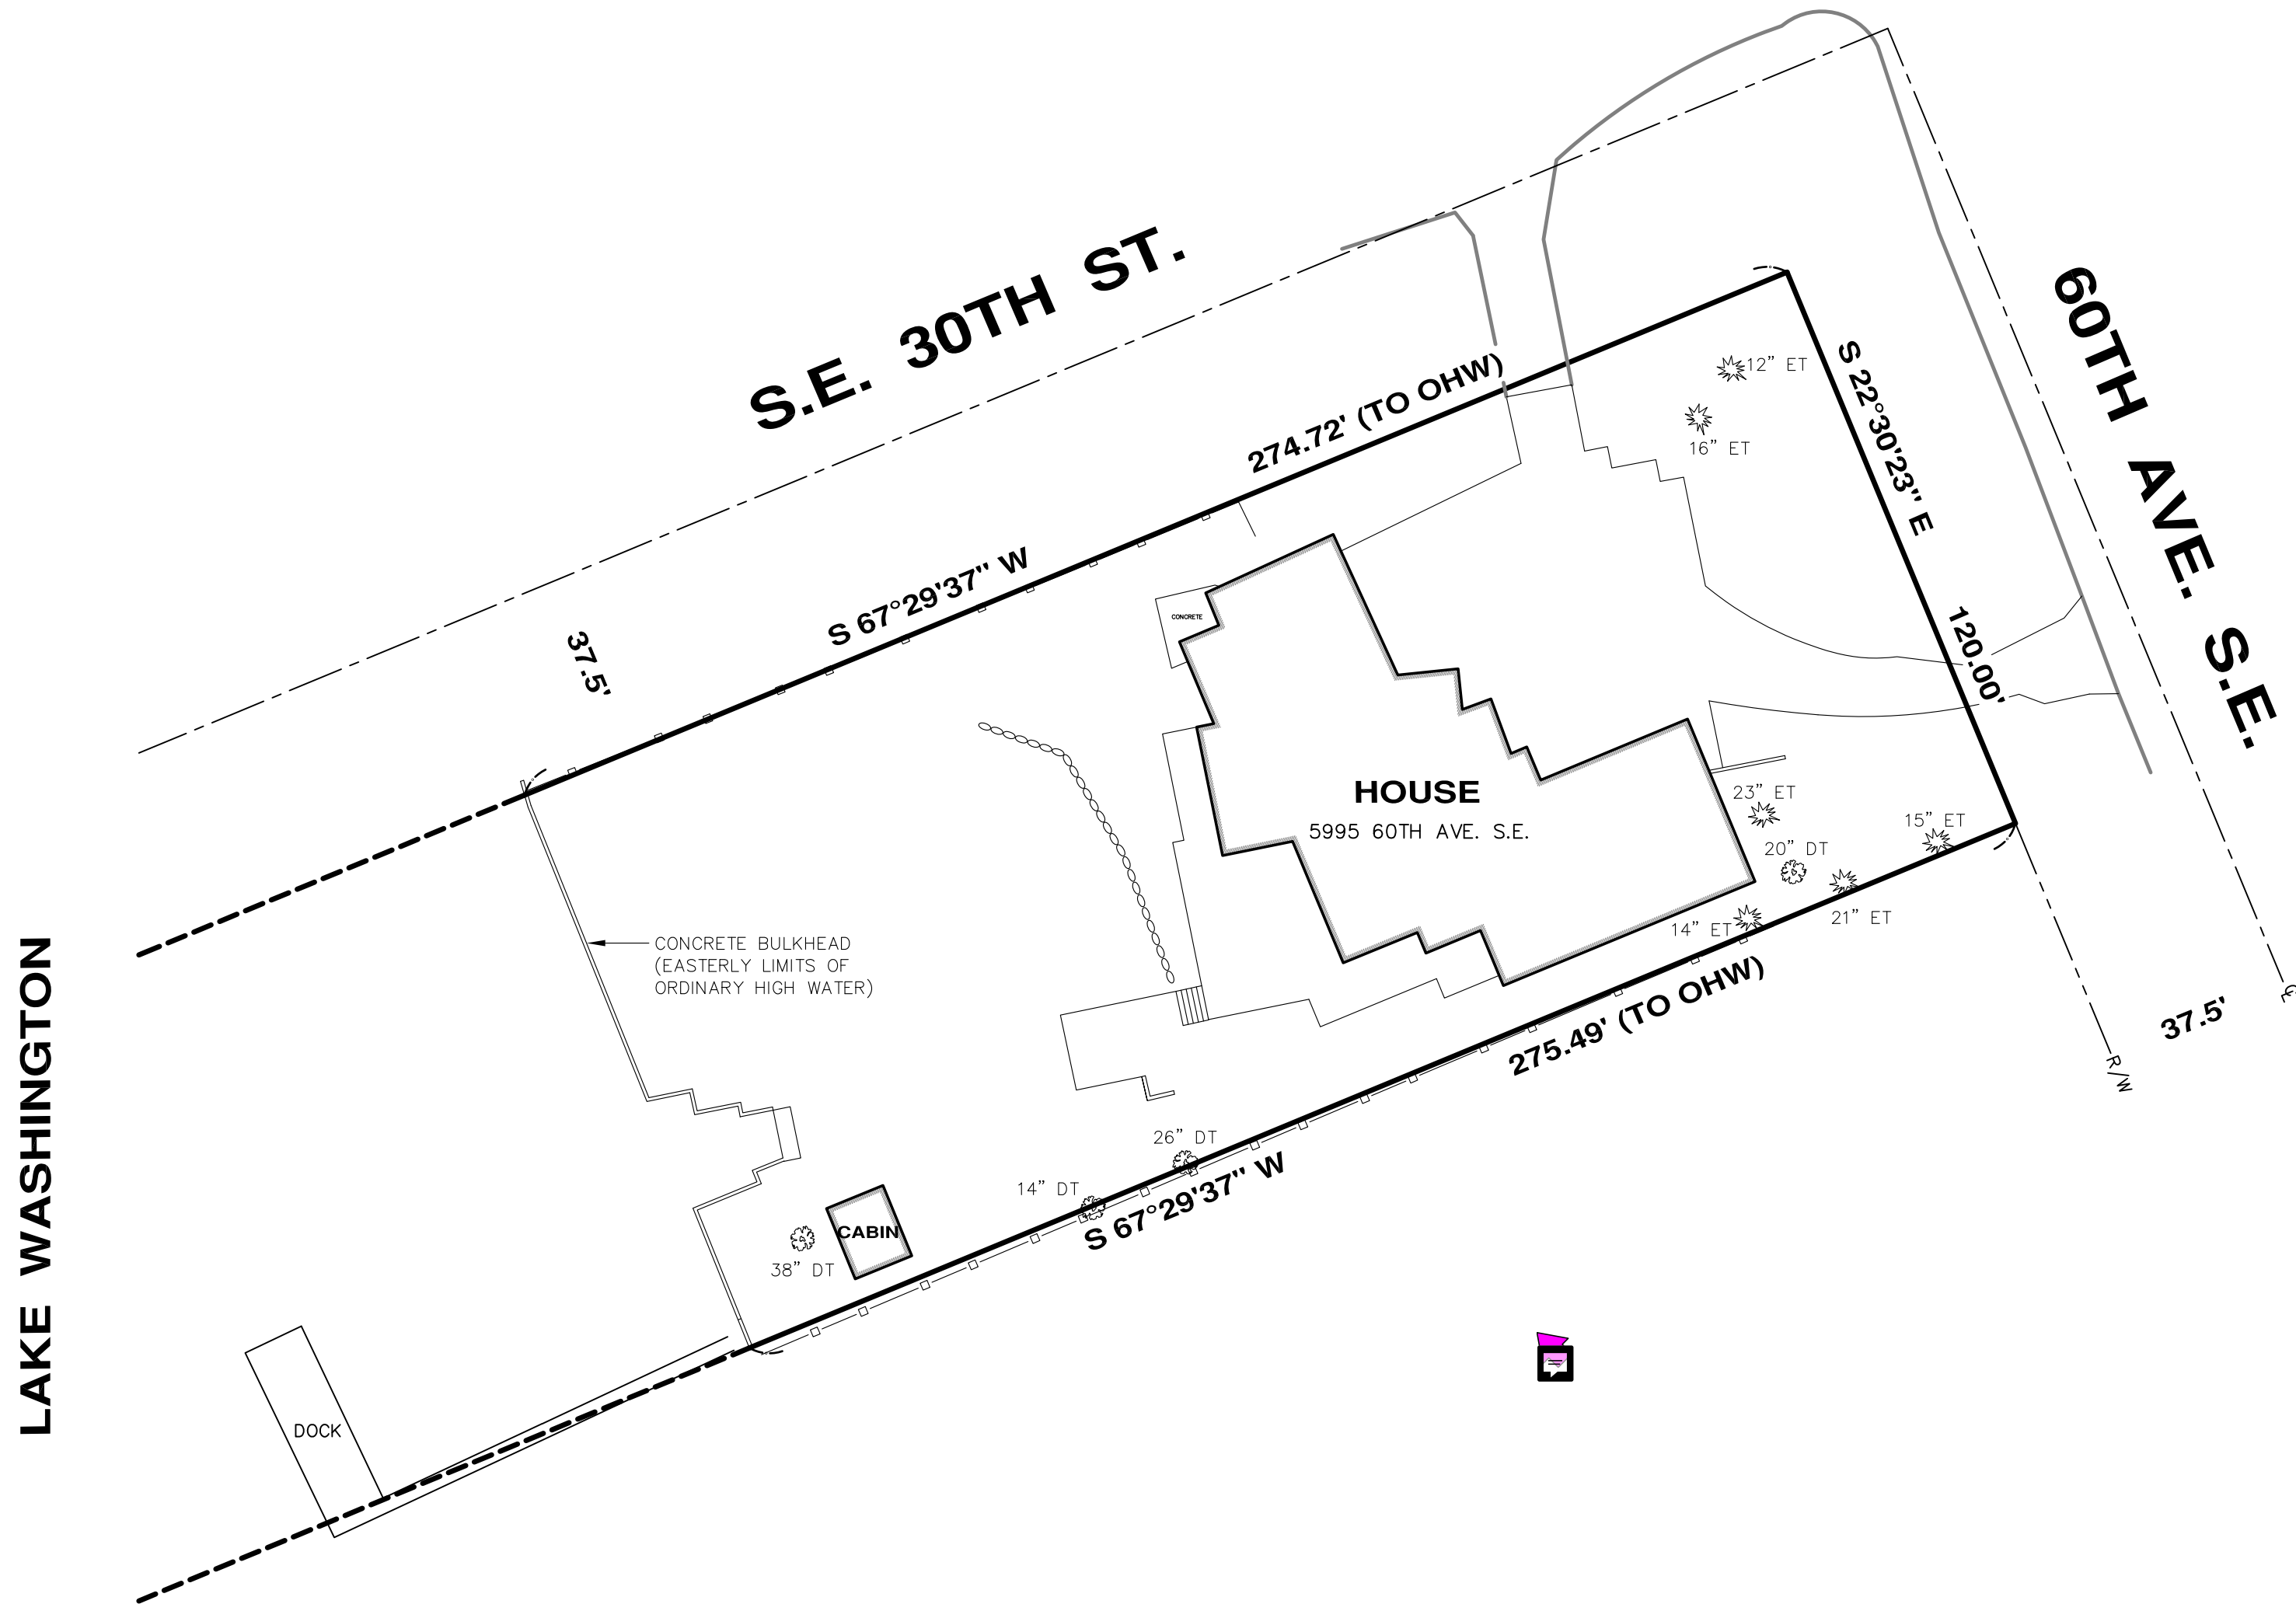 S.E. 30TH ST.
60TH AVE. S.E.
274.72' (TO OHW)
S 67°29'37'' W
S 22°30'23'' E
120.00'
12” ET
16” ET
37.5'
CONCRETE
HOUSE
5995 60TH AVE. S.E.
23” ET
15” ET
20” DT
21” ET
14” ET
CONCRETE BULKHEAD
(EASTERLY LIMITS OF
ORDINARY HIGH WATER)
LAKE WASHINGTON
275.49' (TO OHW)
37.5'
R/W
26” DT
14” DT
S 67°29'37'' W
CABIN
38” DT
DOCK